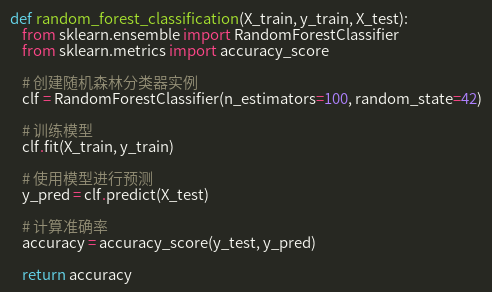 def random_forest_classification(X_train, y_train, X_test):
from sklearn.ensemble import RandomForestClassifier
from sklearn.metrics import accuracy_score
# 创建随机森林分类器实例
clf = RandomForestClassifier(n_estimators=100, random_state=42)
# 训练模型
clf.fit(X_train, y_train)
# 使用模型进行预测
y_pred = clf.predict(X_test)
# 计算准确率
accuracy = accuracy_score(y_test, y_pred)
return accuracy